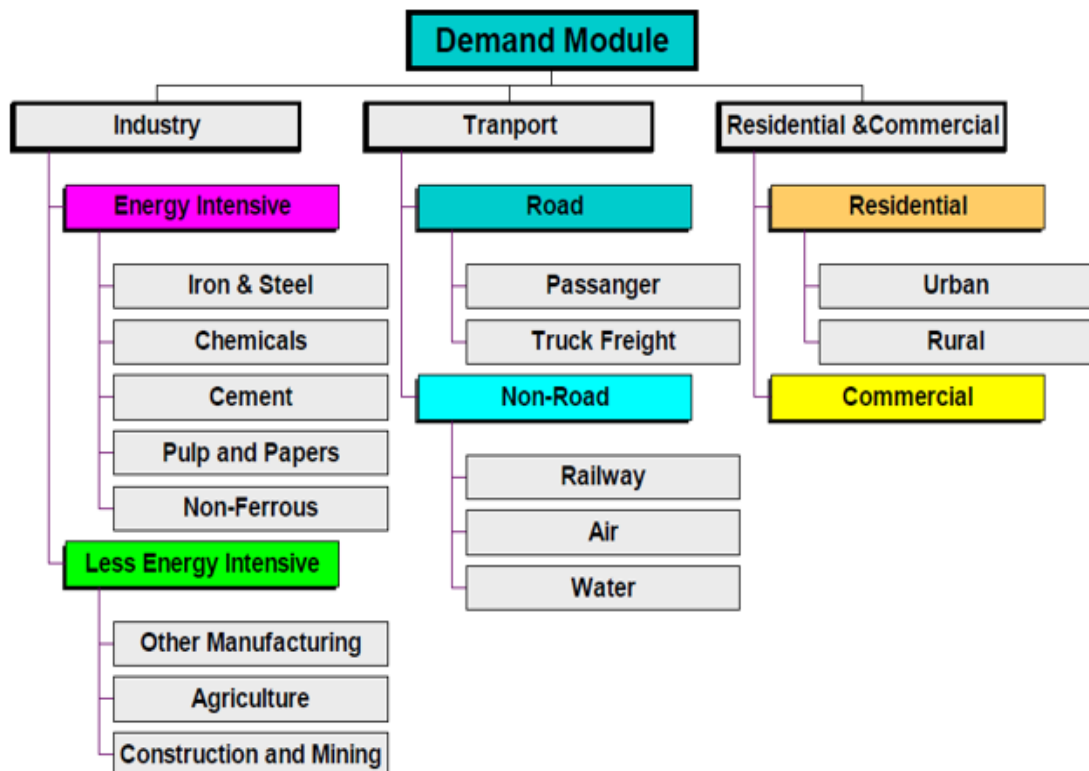 Demand Module
Industry
Tranport
Residential &Commercial
Energy Intensive
Iron & Steel
Chemicals
Cement
Pulp and Papers
Non-Ferrous
Less Energy Intensive
Other Manufacturing
Agriculture
Construction and Mining
Road
Passanger
Truck Freight
Non-Road
Railway
Air
Water
Residential
Urban
Rural
Commercial